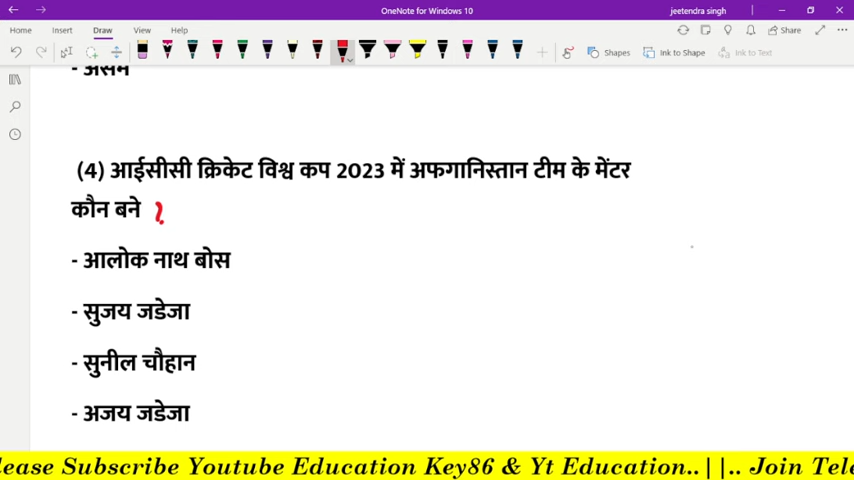 OneNote for Windows 10
jeetendra singh
Home Insert Draw View Help
Share
Shapes Ink to Shape Ink to Text
- असम
(4) आईसीसी क्रिकेट विश्व कप 2023 में अफगानिस्तान टीम के मेंटर
कौन बने ?
- आलोक नाथ बोस
- सुजय जडेजा
- सुनील चौहान
- अजय जडेजा
lease Subscribe Youtube Education Key86 & Yt Education..||.. Join Tele